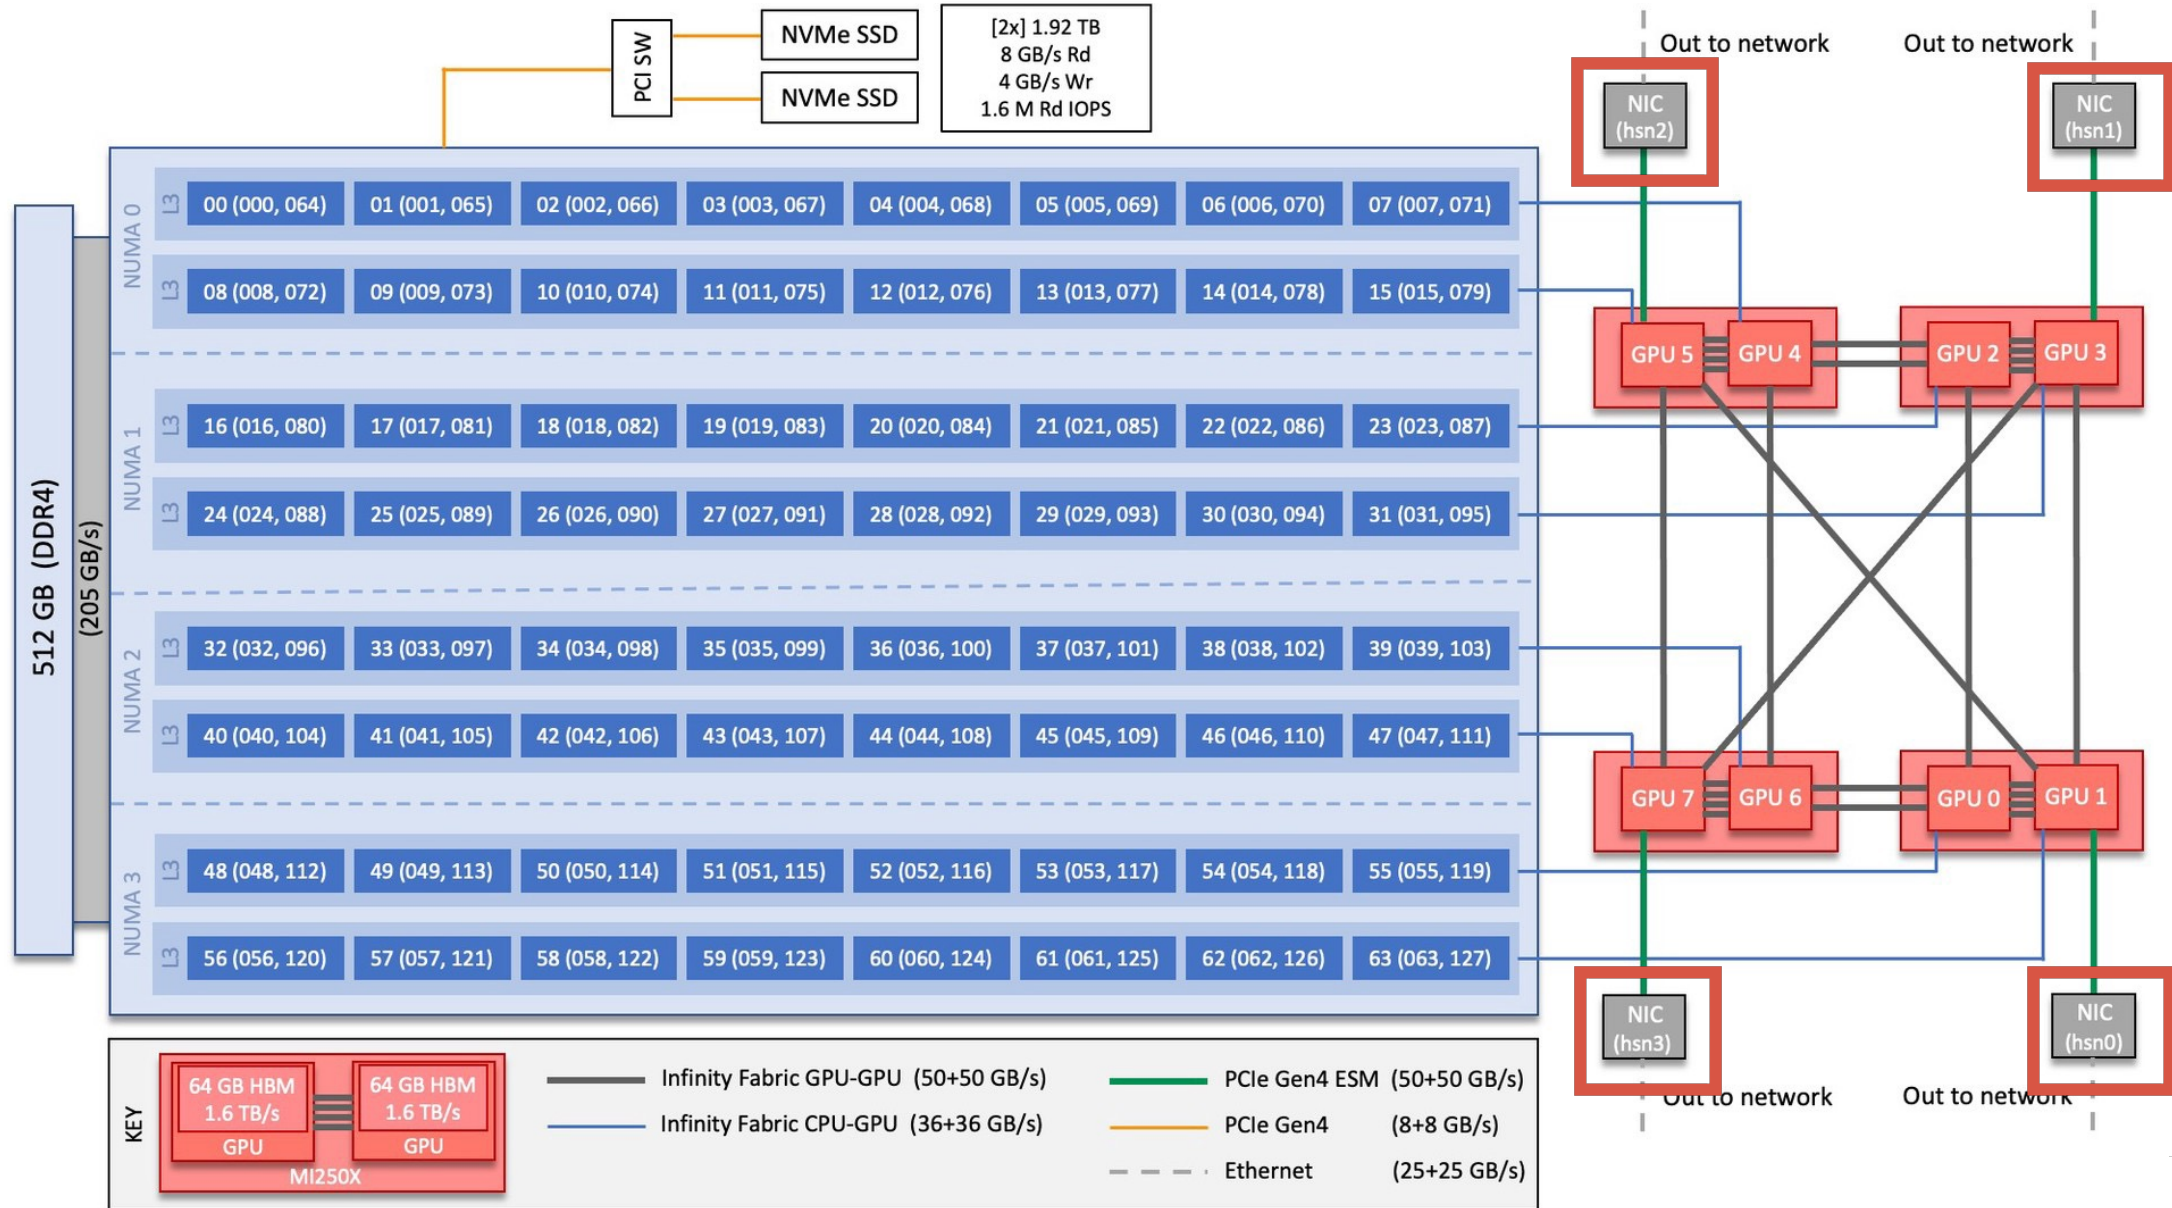 PCI SW
NVMe SSD
NVMe SSD
[2x] 1.92 TB
8 GB/s Rd
4 GB/s Wr
1.6 M Rd IOPS
Out to network
Out to network
NIC
(hsn2)
NIC
(hsn1)
512 GB (DDR4)
(205 GB/s)
NUMA 0
L3
00 (000, 064) 01 (001, 065) 02 (002, 066) 03 (003, 067) 04 (004, 068) 05 (005, 069) 06 (006, 070) 07 (007, 071)
L3
08 (008, 072) 09 (009, 073) 10 (010, 074) 11 (011, 075) 12 (012, 076) 13 (013, 077) 14 (014, 078) 15 (015, 079)
NUMA 1
L3
16 (016, 080) 17 (017, 081) 18 (018, 082) 19 (019, 083) 20 (020, 084) 21 (021, 085) 22 (022, 086) 23 (023, 087)
L3
24 (024, 088) 25 (025, 089) 26 (026, 090) 27 (027, 091) 28 (028, 092) 29 (029, 093) 30 (030, 094) 31 (031, 095)
NUMA 2
L3
32 (032, 096) 33 (033, 097) 34 (034, 098) 35 (035, 099) 36 (036, 100) 37 (037, 101) 38 (038, 102) 39 (039, 103)
L3
40 (040, 104) 41 (041, 105) 42 (042, 106) 43 (043, 107) 44 (044, 108) 45 (045, 109) 46 (046, 110) 47 (047, 111)
NUMA 3
L3
48 (048, 112) 49 (049, 113) 50 (050, 114) 51 (051, 115) 52 (052, 116) 53 (053, 117) 54 (054, 118) 55 (055, 119)
L3
56 (056, 120) 57 (057, 121) 58 (058, 122) 59 (059, 123) 60 (060, 124) 61 (061, 125) 62 (062, 126) 63 (063, 127)
GPU 5 GPU 4 GPU 2 GPU 3
GPU 7 GPU 6 GPU 0 GPU 1
NIC
(hsn3)
NIC
(hsn0)
Out to network
Out to network
KEY
64 GB HBM
1.6 TB/s
GPU
64 GB HBM
1.6 TB/s
GPU
MI250X
Infinity Fabric GPU-GPU (50+50 GB/s)
Infinity Fabric CPU-GPU (36+36 GB/s)
PCIe Gen4 ESM (50+50 GB/s)
PCIe Gen4 (8+8 GB/s)
Ethernet (25+25 GB/s)